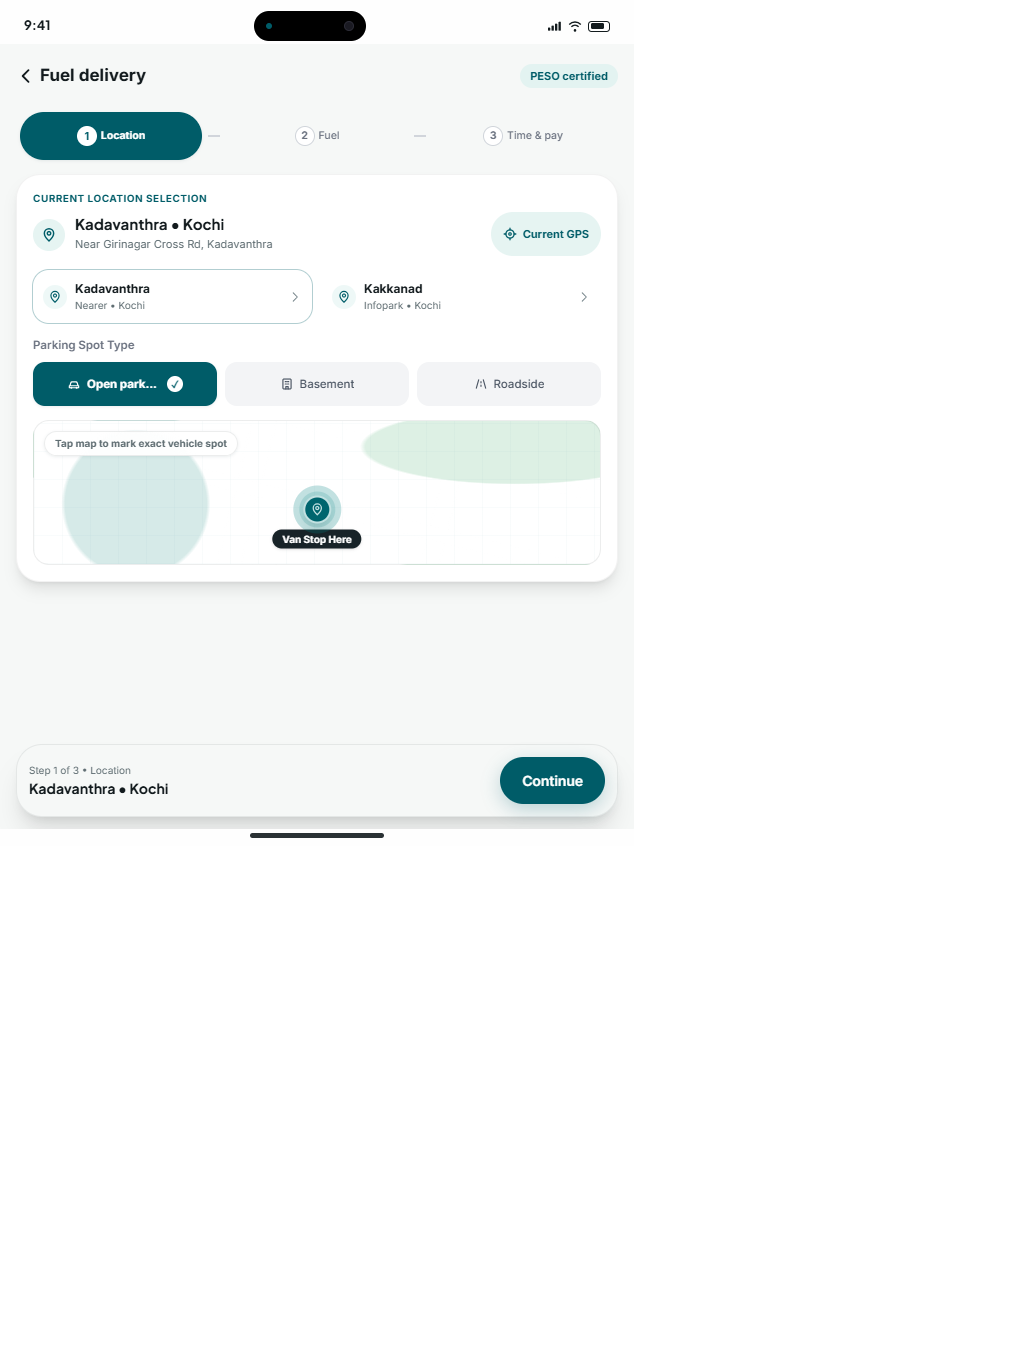 9:41
Fuel delivery
PESO certified
1 Location
2 Fuel
3 Time & pay
CURRENT LOCATION SELECTION
Kadavanthra • Kochi
Near Girinagar Cross Rd, Kadavanthra
Current GPS
Kadavanthra
Nearer • Kochi
Kakkanad
Infopark • Kochi
Parking Spot Type
Open park...
Basement
Roadside
Tap map to mark exact vehicle spot
Van Stop Here
Step 1 of 3 • Location
Kadavanthra • Kochi
Continue